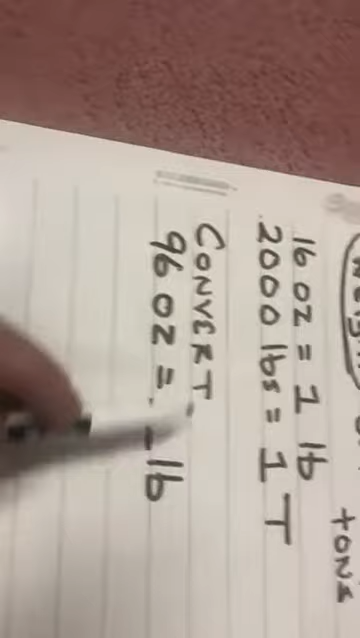 tons
16 oz = 1 lb
2000 lbs = 1 T
CONVERT
96 oz = _ lb